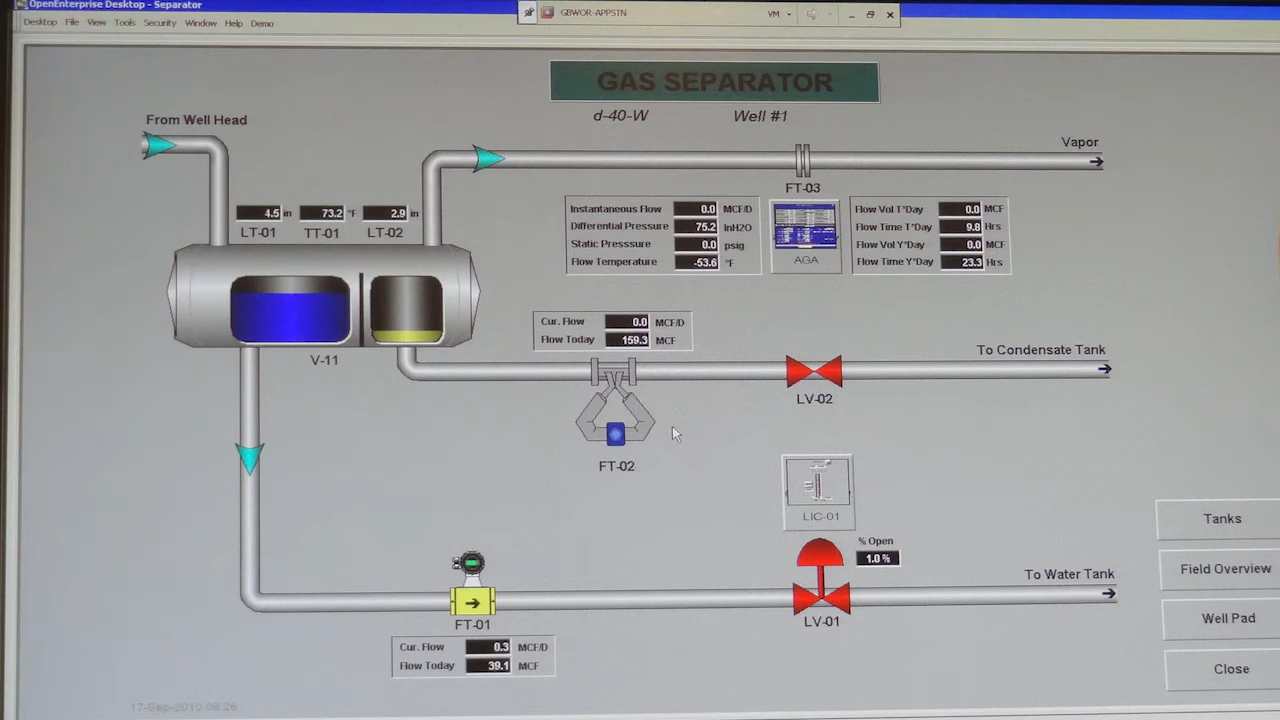 OpenEnterprise Desktop - Separator
GBWOR-APPSTN
VM
Desktop File View Tools Security Window Help Demo
GAS SEPARATOR
d-40-W Well #1
From Well Head
Vapor
FT-03
4.5 in 73.2 °F 2.9 in
LT-01 TT-01 LT-02
Instantaneous Flow 0.0 MCF/D
Differential Pressure 75.2 InH2O
Static Presssure 0.0 psig
Flow Temperature -53.6 °F
AGA
Flow Vol T'Day 0.0 MCF
Flow Time T'Day 9.8 Hrs
Flow Vol Y'Day 0.0 MCF
Flow Time Y'Day 23.3 Hrs
V-11
Cur. Flow 0.0 MCF/D
Flow Today 159.3 MCF
To Condensate Tank
LV-02
FT-02
LIC-01
% Open
1.0 %
To Water Tank
LV-01
FT-01
Cur. Flow 0.3 MCF/D
Flow Today 39.1 MCF
Tanks
Field Overview
Well Pad
Close
17-Sep-2010 08:26